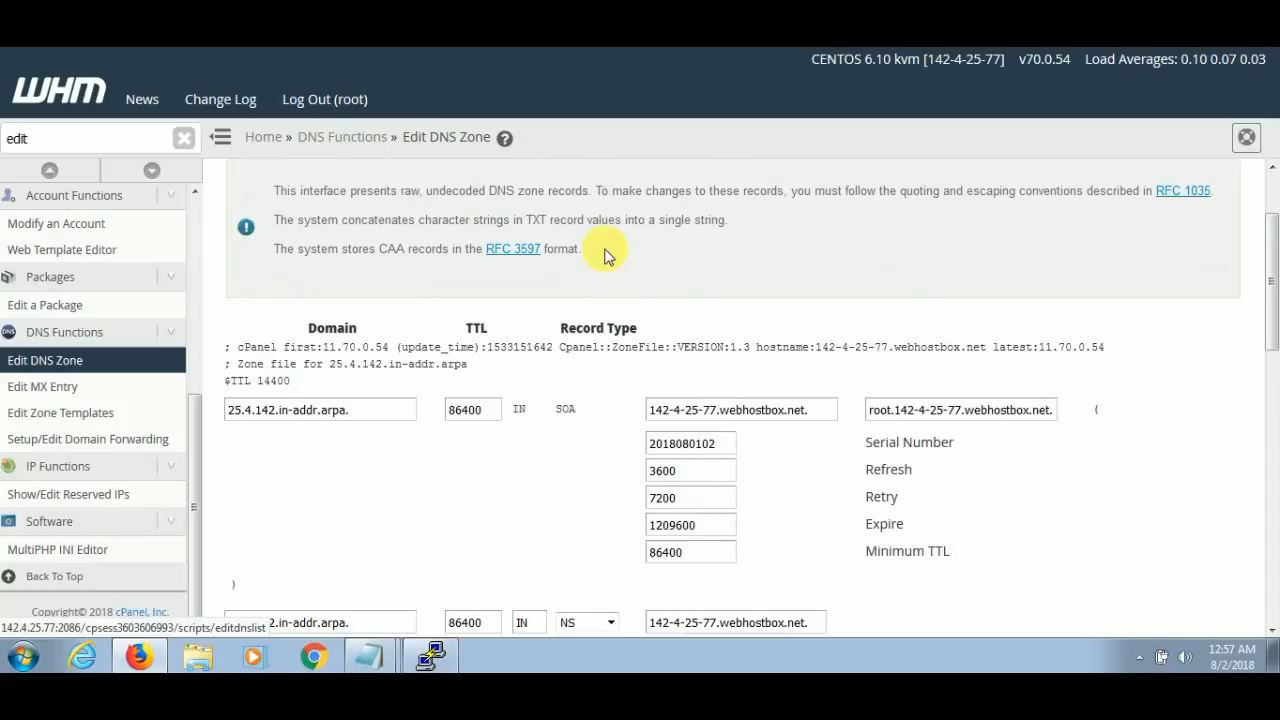 CENTOS 6.10 kvm [142-4-25-77] v70.0.54 Load Averages: 0.10 0.07 0.03
WHM News Change Log Log Out (root)
edit Home » DNS Functions » Edit DNS Zone
Account Functions
Modify an Account
Web Template Editor
Packages
Edit a Package
DNS Functions
Edit DNS Zone
Edit MX Entry
Edit Zone Templates
Setup/Edit Domain Forwarding
IP Functions
Show/Edit Reserved IPs
Software
MultiPHP INI Editor
Back To Top
Copyright© 2018 cPanel, Inc.
142.4.25.77:2086/cpsess3603606993/scripts/editdnslist
This interface presents raw, undecoded DNS zone records. To make changes to these records, you must follow the quoting and escaping conventions described in RFC 1035.
The system concatenates character strings in TXT record values into a single string.
The system stores CAA records in the RFC 3597 format.
Domain TTL Record Type
; cPanel first:11.70.0.54 (update_time):1533151642 Cpanel::ZoneFile::VERSION:1.3 hostname:142-4-25-77.webhostbox.net latest:11.70.0.54
; Zone file for 25.4.142.in-addr.arpa
$TTL 14400
25.4.142.in-addr.arpa. 86400 IN SOA 142-4-25-77.webhostbox.net. root.142-4-25-77.webhostbox.net. (
2018080102 Serial Number
3600 Refresh
7200 Retry
1209600 Expire
86400 Minimum TTL
)
2.in-addr.arpa. 86400 IN NS 142-4-25-77.webhostbox.net.
12:57 AM
8/2/2018